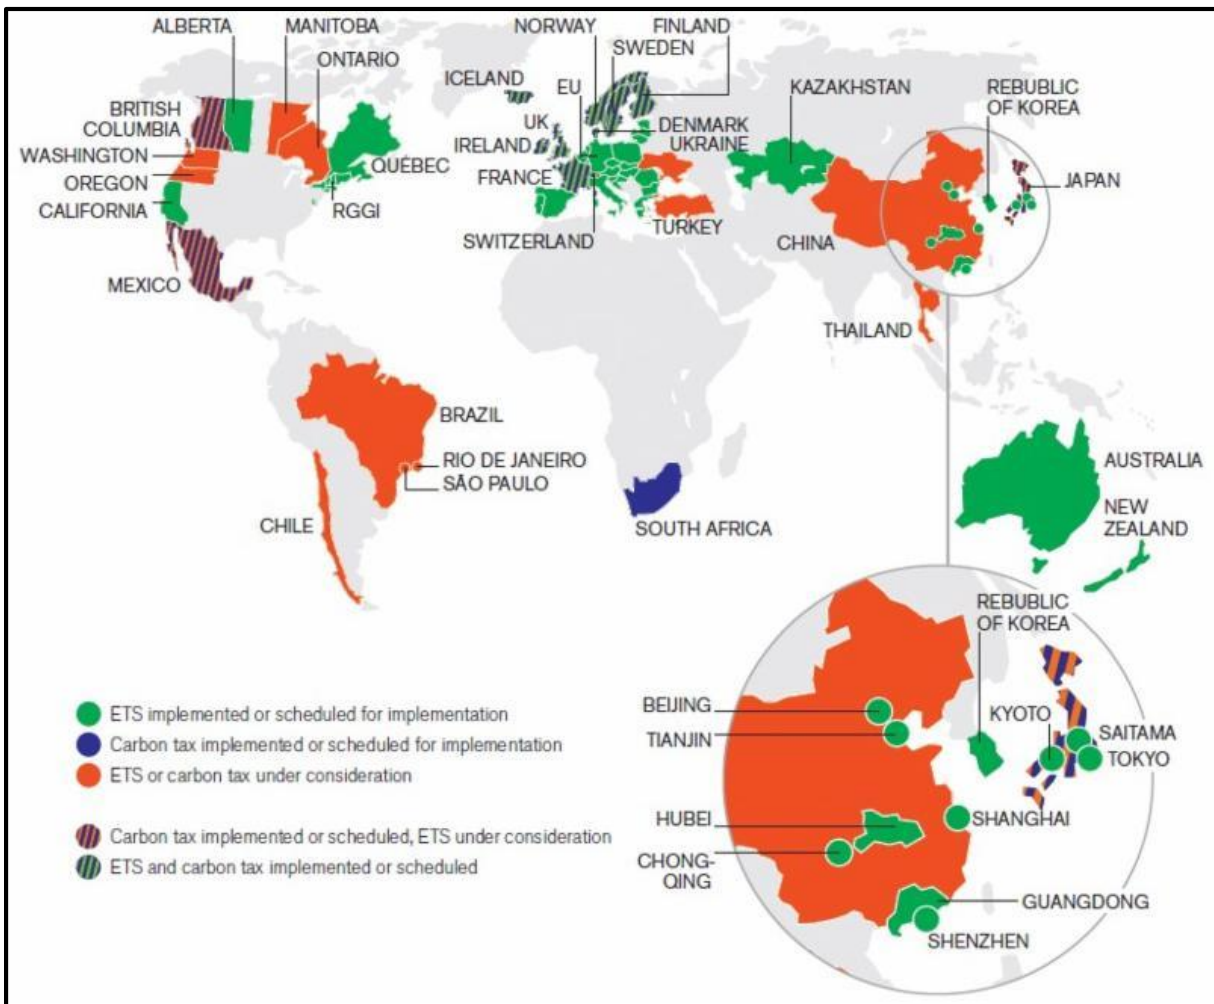 ALBERTA
MANITOBA
ONTARIO
BRITISH
COLUMBIA
WASHINGTON
OREGON
CALIFORNIA
QUÉBEC
RGGI
MEXICO
NORWAY
FINLAND
SWEDEN
ICELAND
EU
UK
IRELAND
DENMARK
UKRAINE
FRANCE
SWITZERLAND
TURKEY
KAZAKHSTAN
REPUBLIC
OF KOREA
JAPAN
CHINA
THAILAND
BRAZIL
RIO DE JANEIRO
SÃO PAULO
CHILE
SOUTH AFRICA
AUSTRALIA
NEW
ZEALAND
REBUBLIC
OF KOREA
BEIJING
TIANJIN
KYOTO
SAITAMA
TOKYO
HUBEI
SHANGHAI
CHONG-
QING
GUANGDONG
SHENZHEN
ETS implemented or scheduled for implementation
Carbon tax implemented or scheduled for implementation
ETS or carbon tax under consideration
Carbon tax implemented or scheduled, ETS under consideration
ETS and carbon tax implemented or scheduled